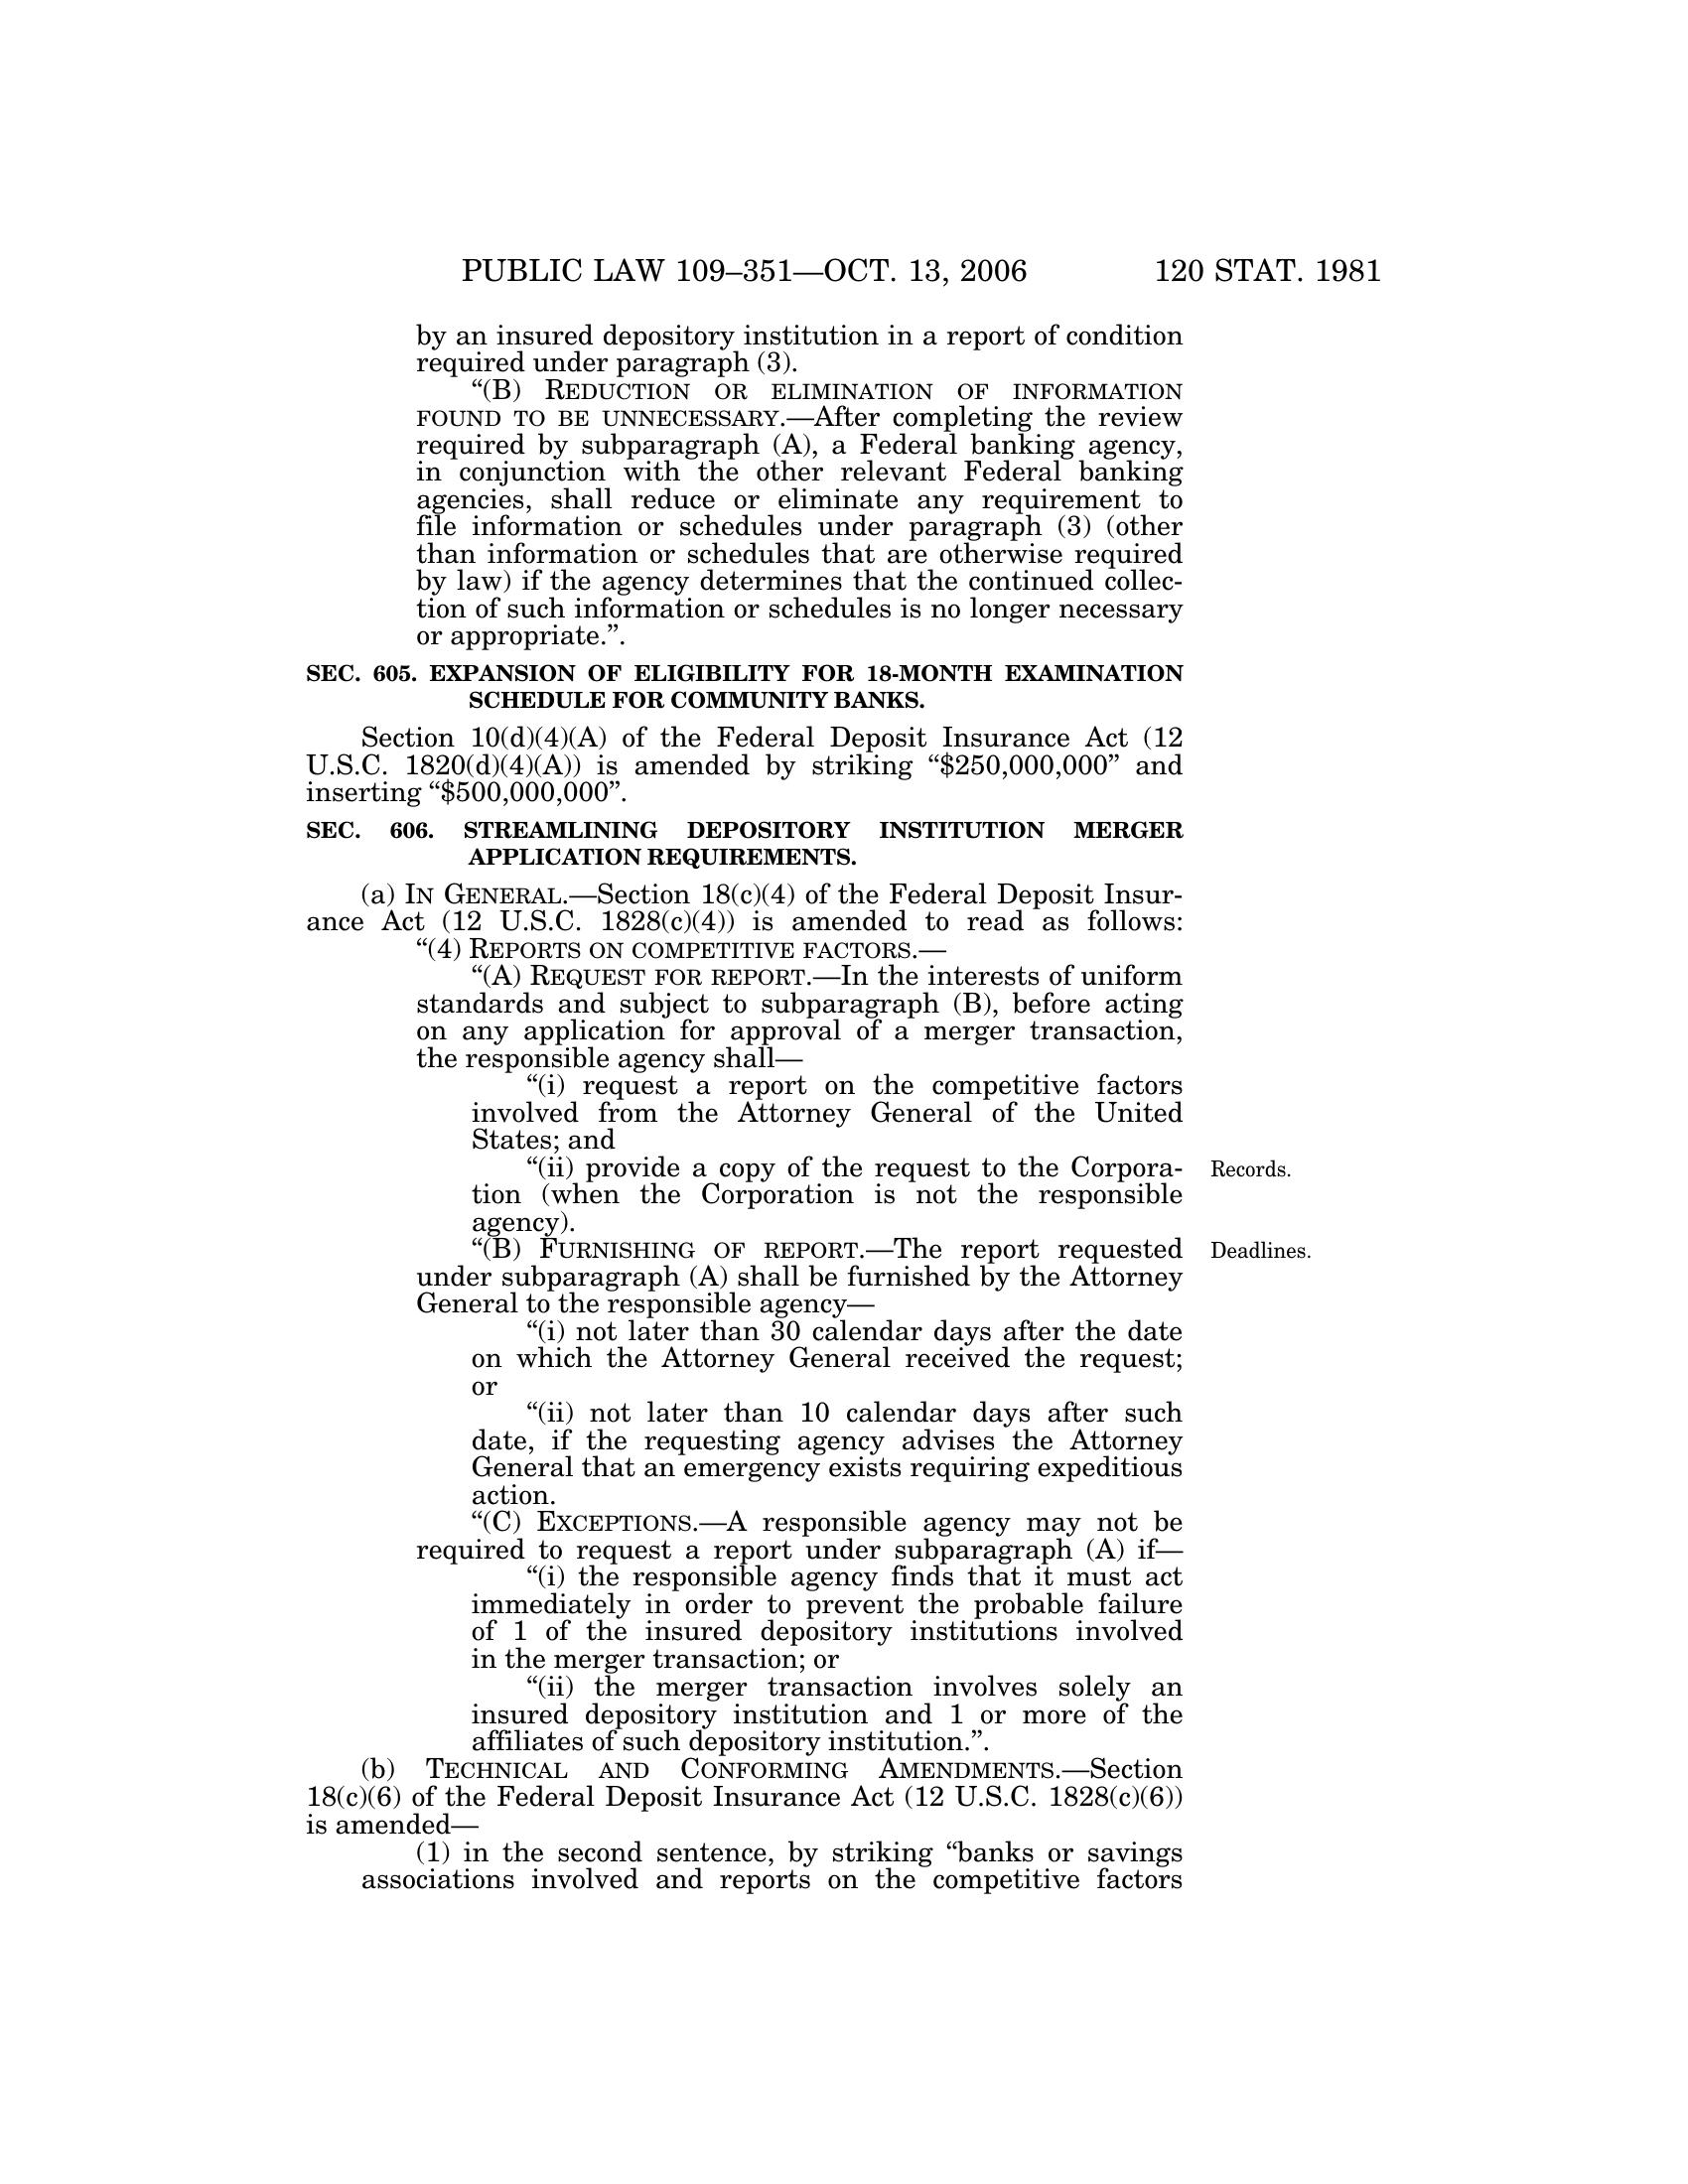 PUBLIC LAW 109–351—OCT. 13, 2006 120 STAT. 1981
by an insured depository institution in a report of condition
required under paragraph (3).
“(B) REDUCTION OR ELIMINATION OF INFORMATION
FOUND TO BE UNNECESSARY.—After completing the review
required by subparagraph (A), a Federal banking agency,
in conjunction with the other relevant Federal banking
agencies, shall reduce or eliminate any requirement to
file information or schedules under paragraph (3) (other
than information or schedules that are otherwise required
by law) if the agency determines that the continued collec-
tion of such information or schedules is no longer necessary
or appropriate.”.
SEC. 605. EXPANSION OF ELIGIBILITY FOR 18-MONTH EXAMINATION
SCHEDULE FOR COMMUNITY BANKS.
Section 10(d)(4)(A) of the Federal Deposit Insurance Act (12
U.S.C. 1820(d)(4)(A)) is amended by striking “$250,000,000” and
inserting “$500,000,000”.
SEC. 606. STREAMLINING DEPOSITORY INSTITUTION MERGER
APPLICATION REQUIREMENTS.
(a) IN GENERAL.—Section 18(c)(4) of the Federal Deposit Insur-
ance Act (12 U.S.C. 1828(c)(4)) is amended to read as follows:
“(4) REPORTS ON COMPETITIVE FACTORS.—
“(A) REQUEST FOR REPORT.—In the interests of uniform
standards and subject to subparagraph (B), before acting
on any application for approval of a merger transaction,
the responsible agency shall—
“(i) request a report on the competitive factors
involved from the Attorney General of the United
States; and
“(ii) provide a copy of the request to the Corpora-
tion (when the Corporation is not the responsible
agency).
Records.
“(B) FURNISHING OF REPORT.—The report requested
under subparagraph (A) shall be furnished by the Attorney
General to the responsible agency—
Deadlines.
“(i) not later than 30 calendar days after the date
on which the Attorney General received the request;
or
“(ii) not later than 10 calendar days after such
date, if the requesting agency advises the Attorney
General that an emergency exists requiring expeditious
action.
“(C) EXCEPTIONS.—A responsible agency may not be
required to request a report under subparagraph (A) if—
“(i) the responsible agency finds that it must act
immediately in order to prevent the probable failure
of 1 of the insured depository institutions involved
in the merger transaction; or
“(ii) the merger transaction involves solely an
insured depository institution and 1 or more of the
affiliates of such depository institution.”.
(b) TECHNICAL AND CONFORMING AMENDMENTS.—Section
18(c)(6) of the Federal Deposit Insurance Act (12 U.S.C. 1828(c)(6))
is amended—
(1) in the second sentence, by striking “banks or savings
associations involved and reports on the competitive factors